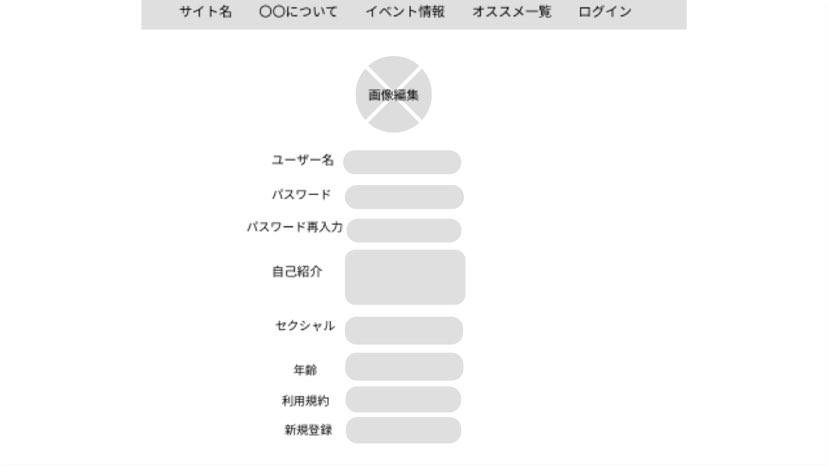 サイト名 〇〇について イベント情報 オススメ一覧 ログイン
画像編集
ユーザー名
パスワード
パスワード再入力
自己紹介
セクシャル
年齢
利用規約
新規登録